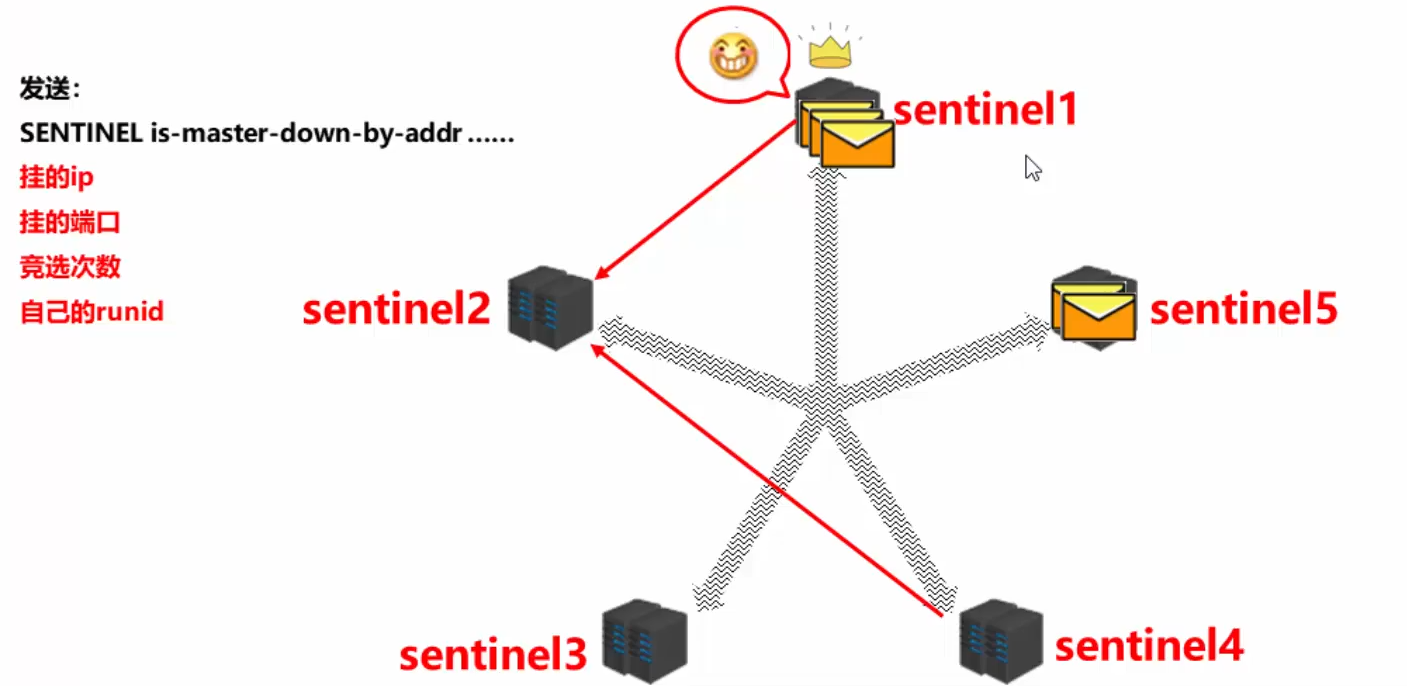 发送：
SENTINEL is-master-down-by-addr ……
挂的ip
挂的端口
竞选次数
自己的runid
sentinel1
sentinel2
sentinel5
sentinel3
sentinel4